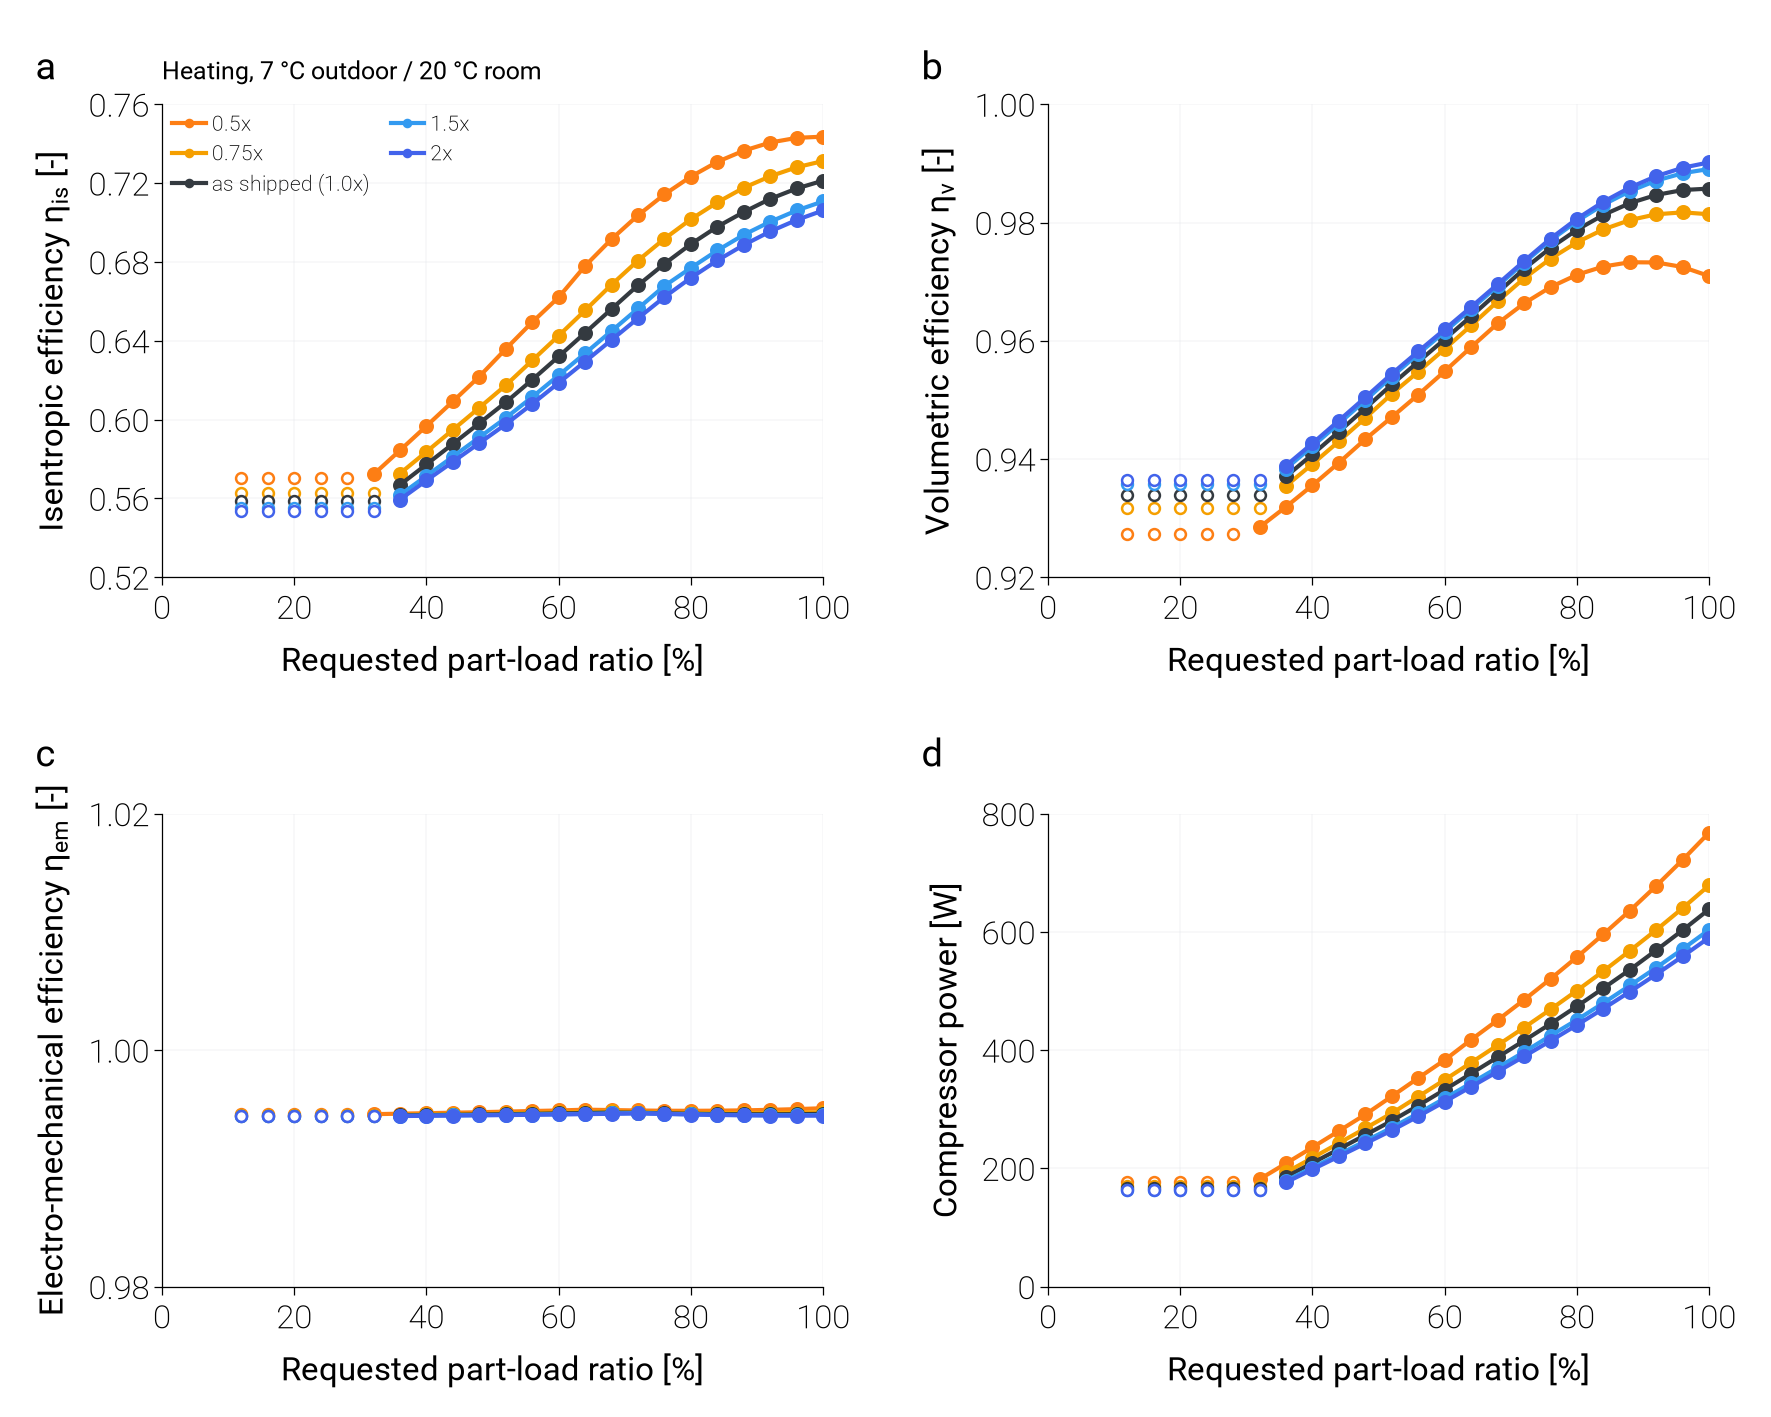 a
Heating, 7 °C outdoor / 20 °C room
0.5x
0.75x
as shipped (1.0x)
1.5x
2x
Isentropic efficiency ηis [-]
0.76
0.72
0.68
0.64
0.60
0.56
0.52
0 20 40 60 80 100
Requested part-load ratio [%]
b
Volumetric efficiency ηv [-]
1.00
0.98
0.96
0.94
0.92
0 20 40 60 80 100
Requested part-load ratio [%]
c
Electro-mechanical efficiency ηem [-]
1.02
1.00
0.98
0 20 40 60 80 100
Requested part-load ratio [%]
d
Compressor power [W]
800
600
400
200
0
0 20 40 60 80 100
Requested part-load ratio [%]